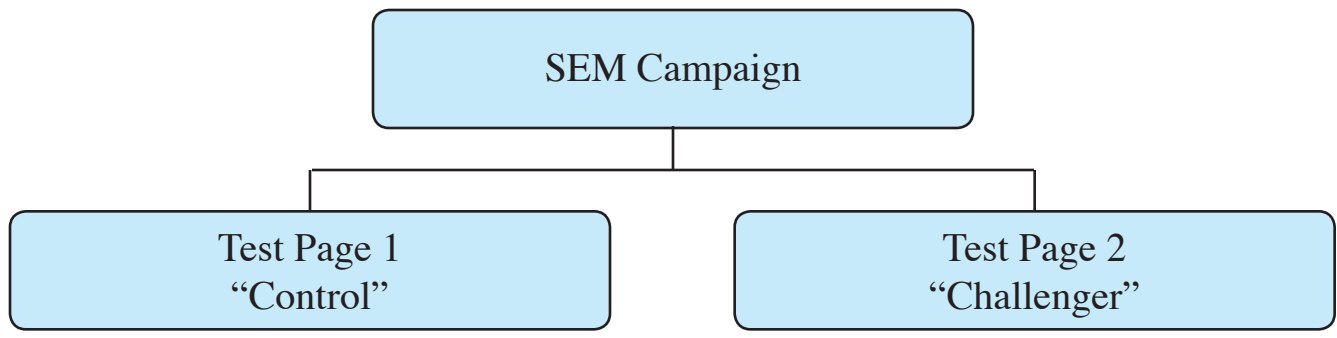 SEM Campaign
Test Page 1
“Control”
Test Page 2
“Challenger”